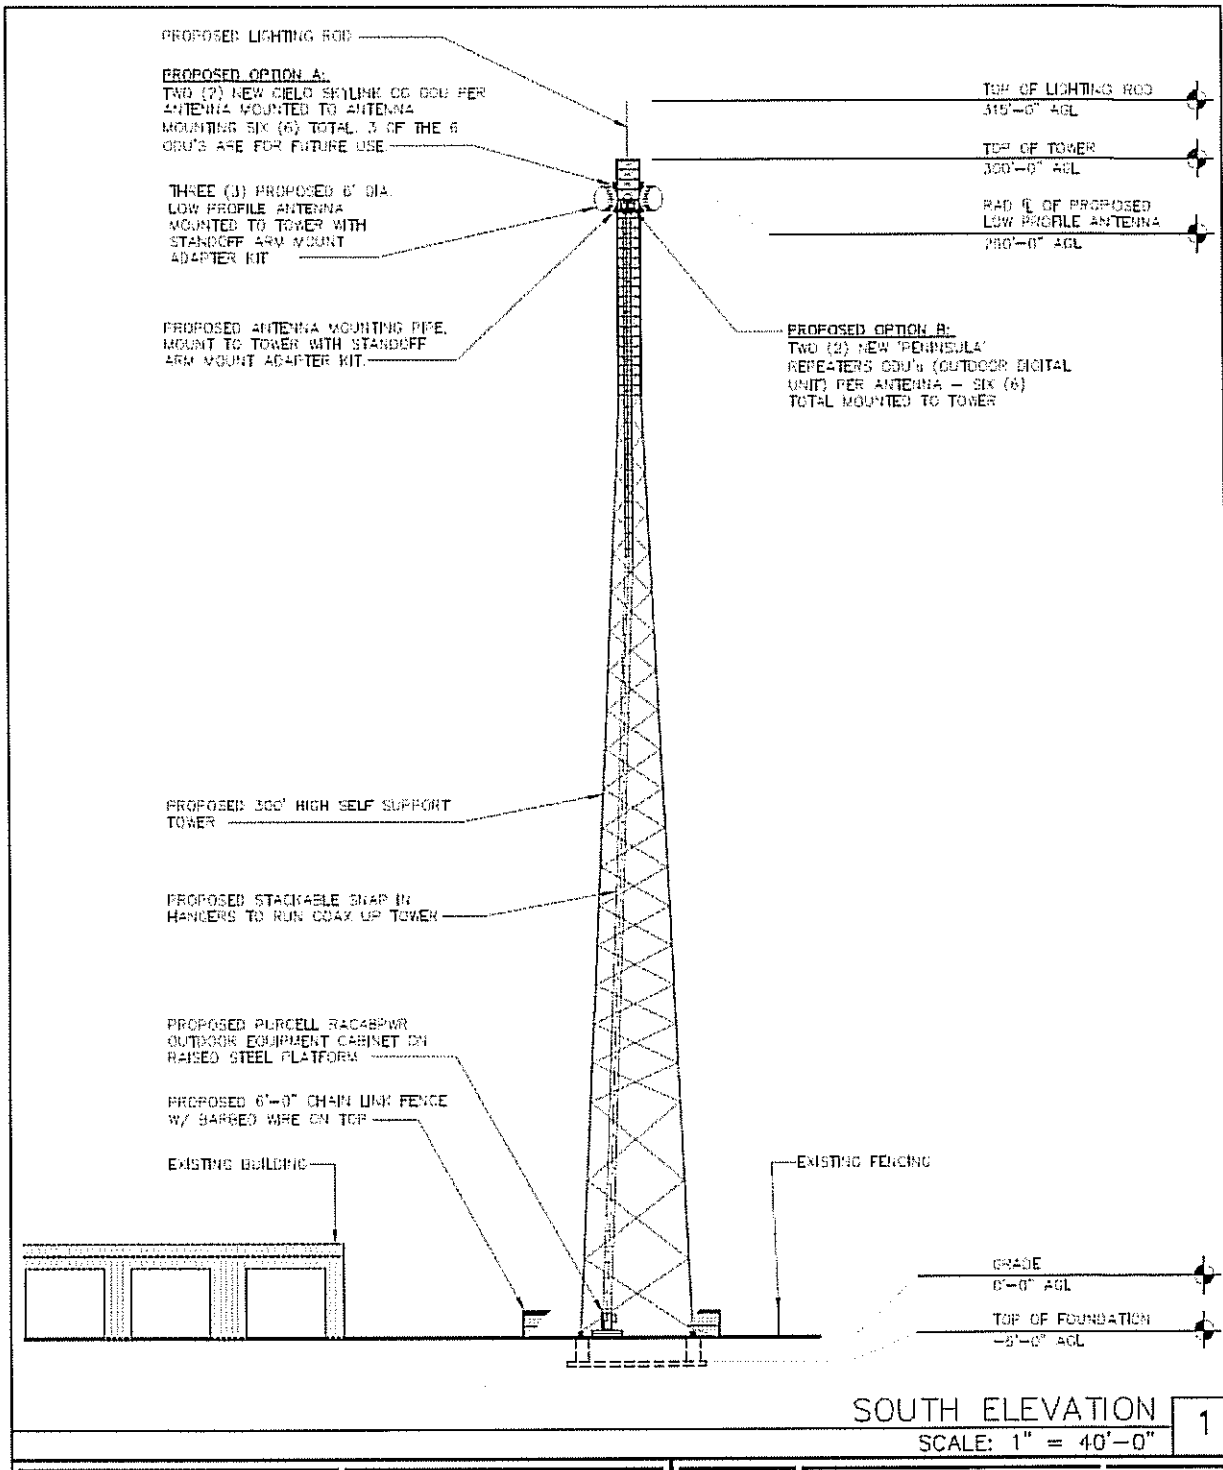 PROPOSED LIGHTING ROD
PROPOSED OPTION A:
TWO (2) NEW CIELO SKYLINK CG ODU PER
ANTENNA MOUNTED TO ANTENNA
MOUNTING SIX (6) TOTAL. 3 OF THE 6
ODU'S ARE FOR FUTURE USE
THREE (3) PROPOSED 6' DIA.
LOW PROFILE ANTENNA
MOUNTED TO TOWER WITH
STANDOFF ARM MOUNT
ADAPTER KIT
PROPOSED ANTENNA MOUNTING PIPE.
MOUNT TO TOWER WITH STANDOFF
ARM MOUNT ADAPTER KIT.
TOP OF LIGHTING ROD
315'-0" AGL
TOP OF TOWER
300'-0" AGL
RAD ℄ OF PROPOSED
LOW PROFILE ANTENNA
AGL
PROPOSED OPTION B:
TWO (2) NEW 'PENINSULA'
REPEATERS ODU's (OUTDOOR DIGITAL
UNIT) PER ANTENNA – SIX (6)
TOTAL MOUNTED TO TOWER
PROPOSED 300' HIGH SELF SUPPORT
TOWER
PROPOSED STACKABLE SNAP IN
HANGERS TO RUN COAX UP TOWER
PROPOSED PURCELL
OUTDOOR EQUIPMENT CABINET ON
RAISED STEEL PLATFORM
PROPOSED 6'-0" CHAIN LINK FENCE
W/ BARBED WIRE ON TOP
EXISTING BUILDING
EXISTING FENCING
GRADE
0'-0" AGL
TOP OF FOUNDATION
AGL
SOUTH ELEVATION
SCALE: 1" = 40'-0"
1